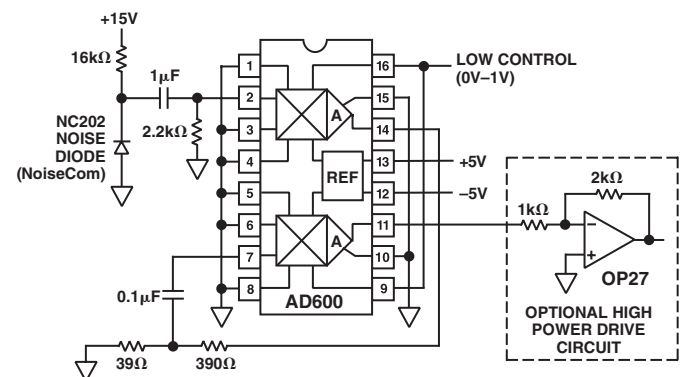 +15V
16kΩ
1µF
NC202
NOISE
DIODE
(NoiseCom)
2.2kΩ
1
2
3
4
5
6
7
8
16
15
14
13
12
11
10
9
A
REF
A
AD600
LOW CONTROL
(0V–1V)
+5V
–5V
0.1µF
39Ω
390Ω
1kΩ
2kΩ
–
+
OP27
OPTIONAL HIGH
POWER DRIVE
CIRCUIT